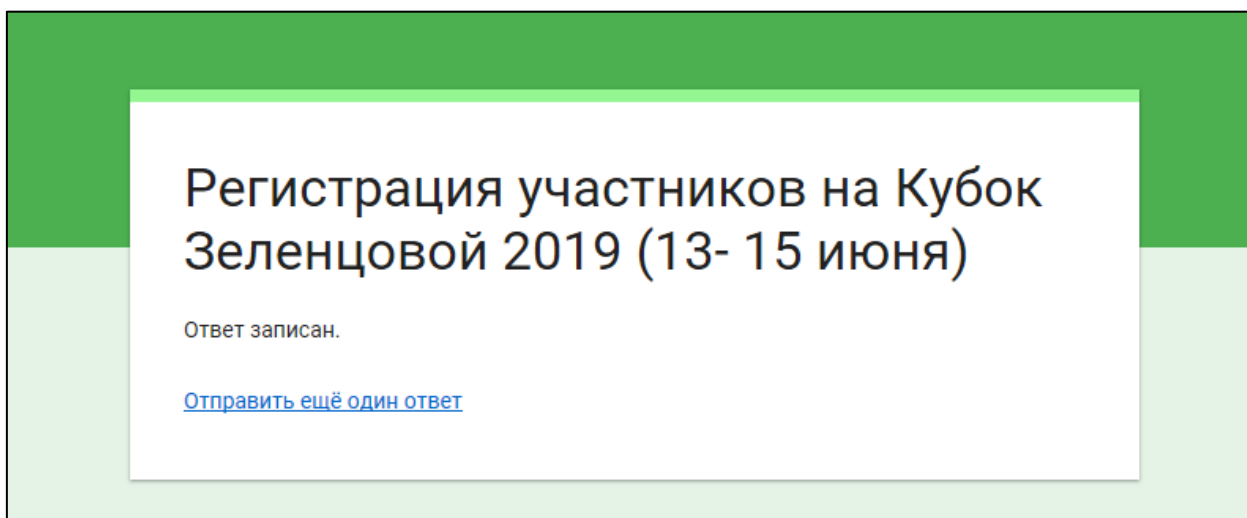 Регистрация участников на Кубок
Зеленцовой 2019 (13- 15 июня)
Ответ записан.
Отправить ещё один ответ